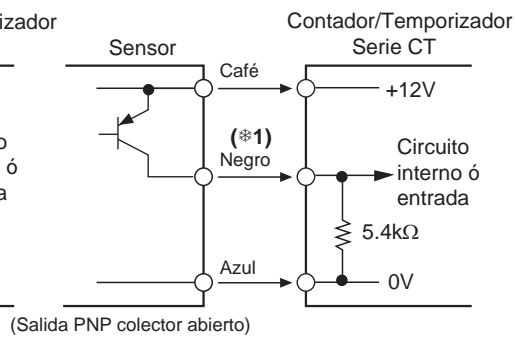 izador
Sensor
Contador/Temporizador
Serie CT
Café
+12V
(※1)
Negro
Circuito
interno ó
entrada
o
ó
a
5.4kΩ
Azul
0V
(Salida PNP colector abierto)